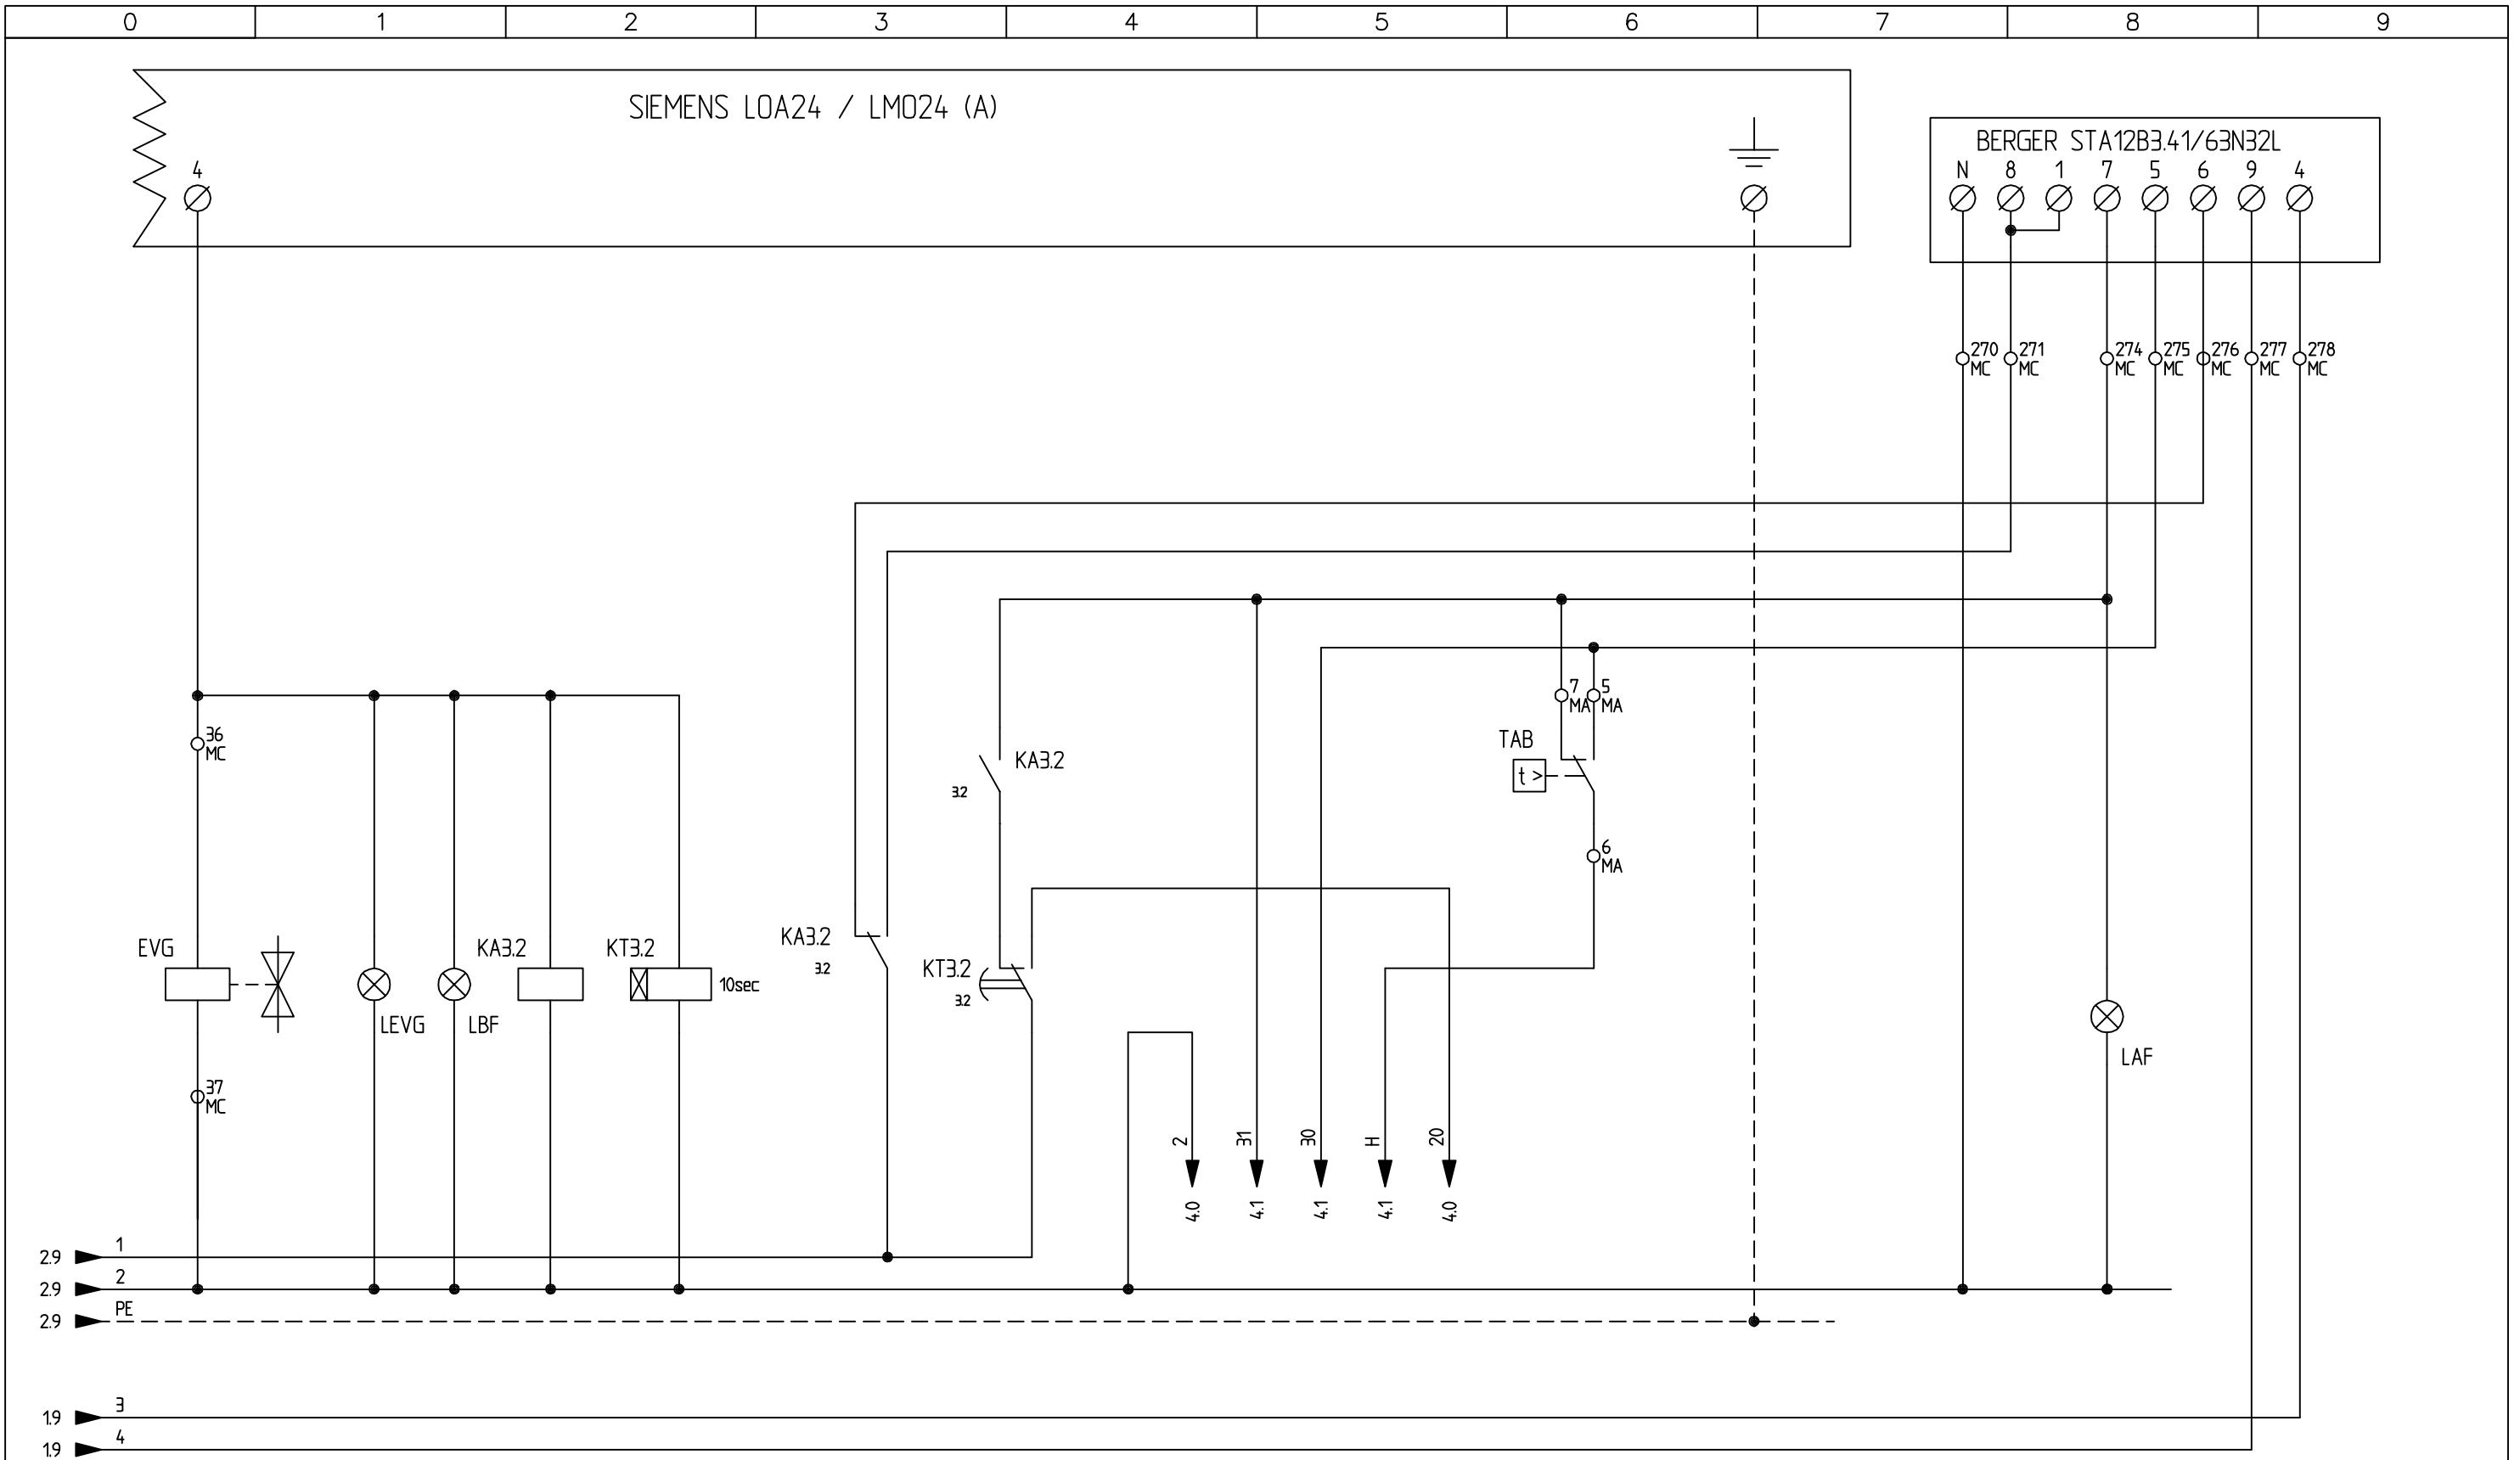 0 1 2 3 4 5 6 7 8 9
SIEMENS LOA24 / LMO24 (A)
BERGER STA12B3.41/63N32L
4
N 8 1 7 5 6 9 4
270 271 274 275 276 277 278
MC MC MC MC MC MC MC
7 5
MA MA
36
MC
TAB
KA3.2
t >
3.2
6
MA
KA3.2
3.2
EVG
KA3.2
KT3.2
KT3.2
3.2
10sec
LEVG
LBF
LAF
37
MC
2 31 30 H 20
4.0 4.1 4.1 4.1 4.0
2.9 1
2.9 2
2.9 PE
1.9 3
1.9 4